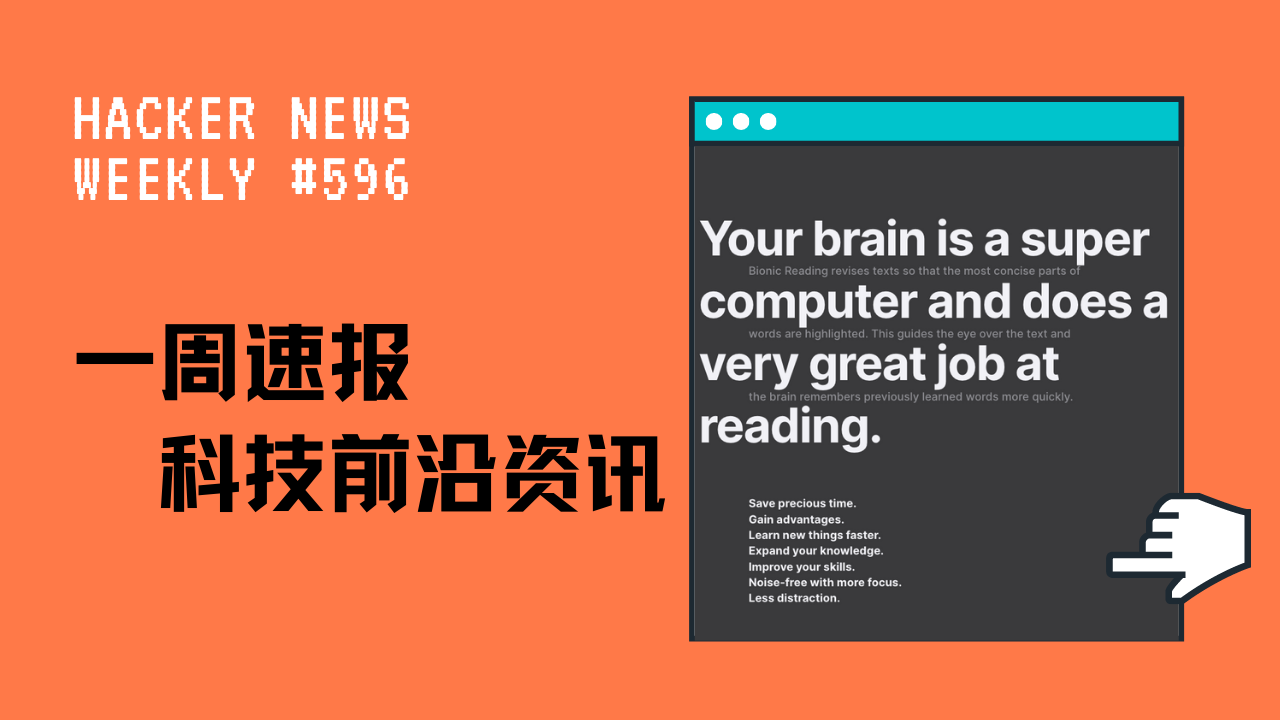 HACKER NEWS
WEEKLY #596
一周速报
科技前沿资讯
Your brain is a super
Bionic Reading revises texts so that the most concise parts of
computer and does a
words are highlighted. This guides the eye over the text and
very great job at
the brain remembers previously learned words more quickly.
reading.
Save precious time.
Gain advantages.
Learn new things faster.
Expand your knowledge.
Improve your skills.
Noise-free with more focus.
Less distraction.